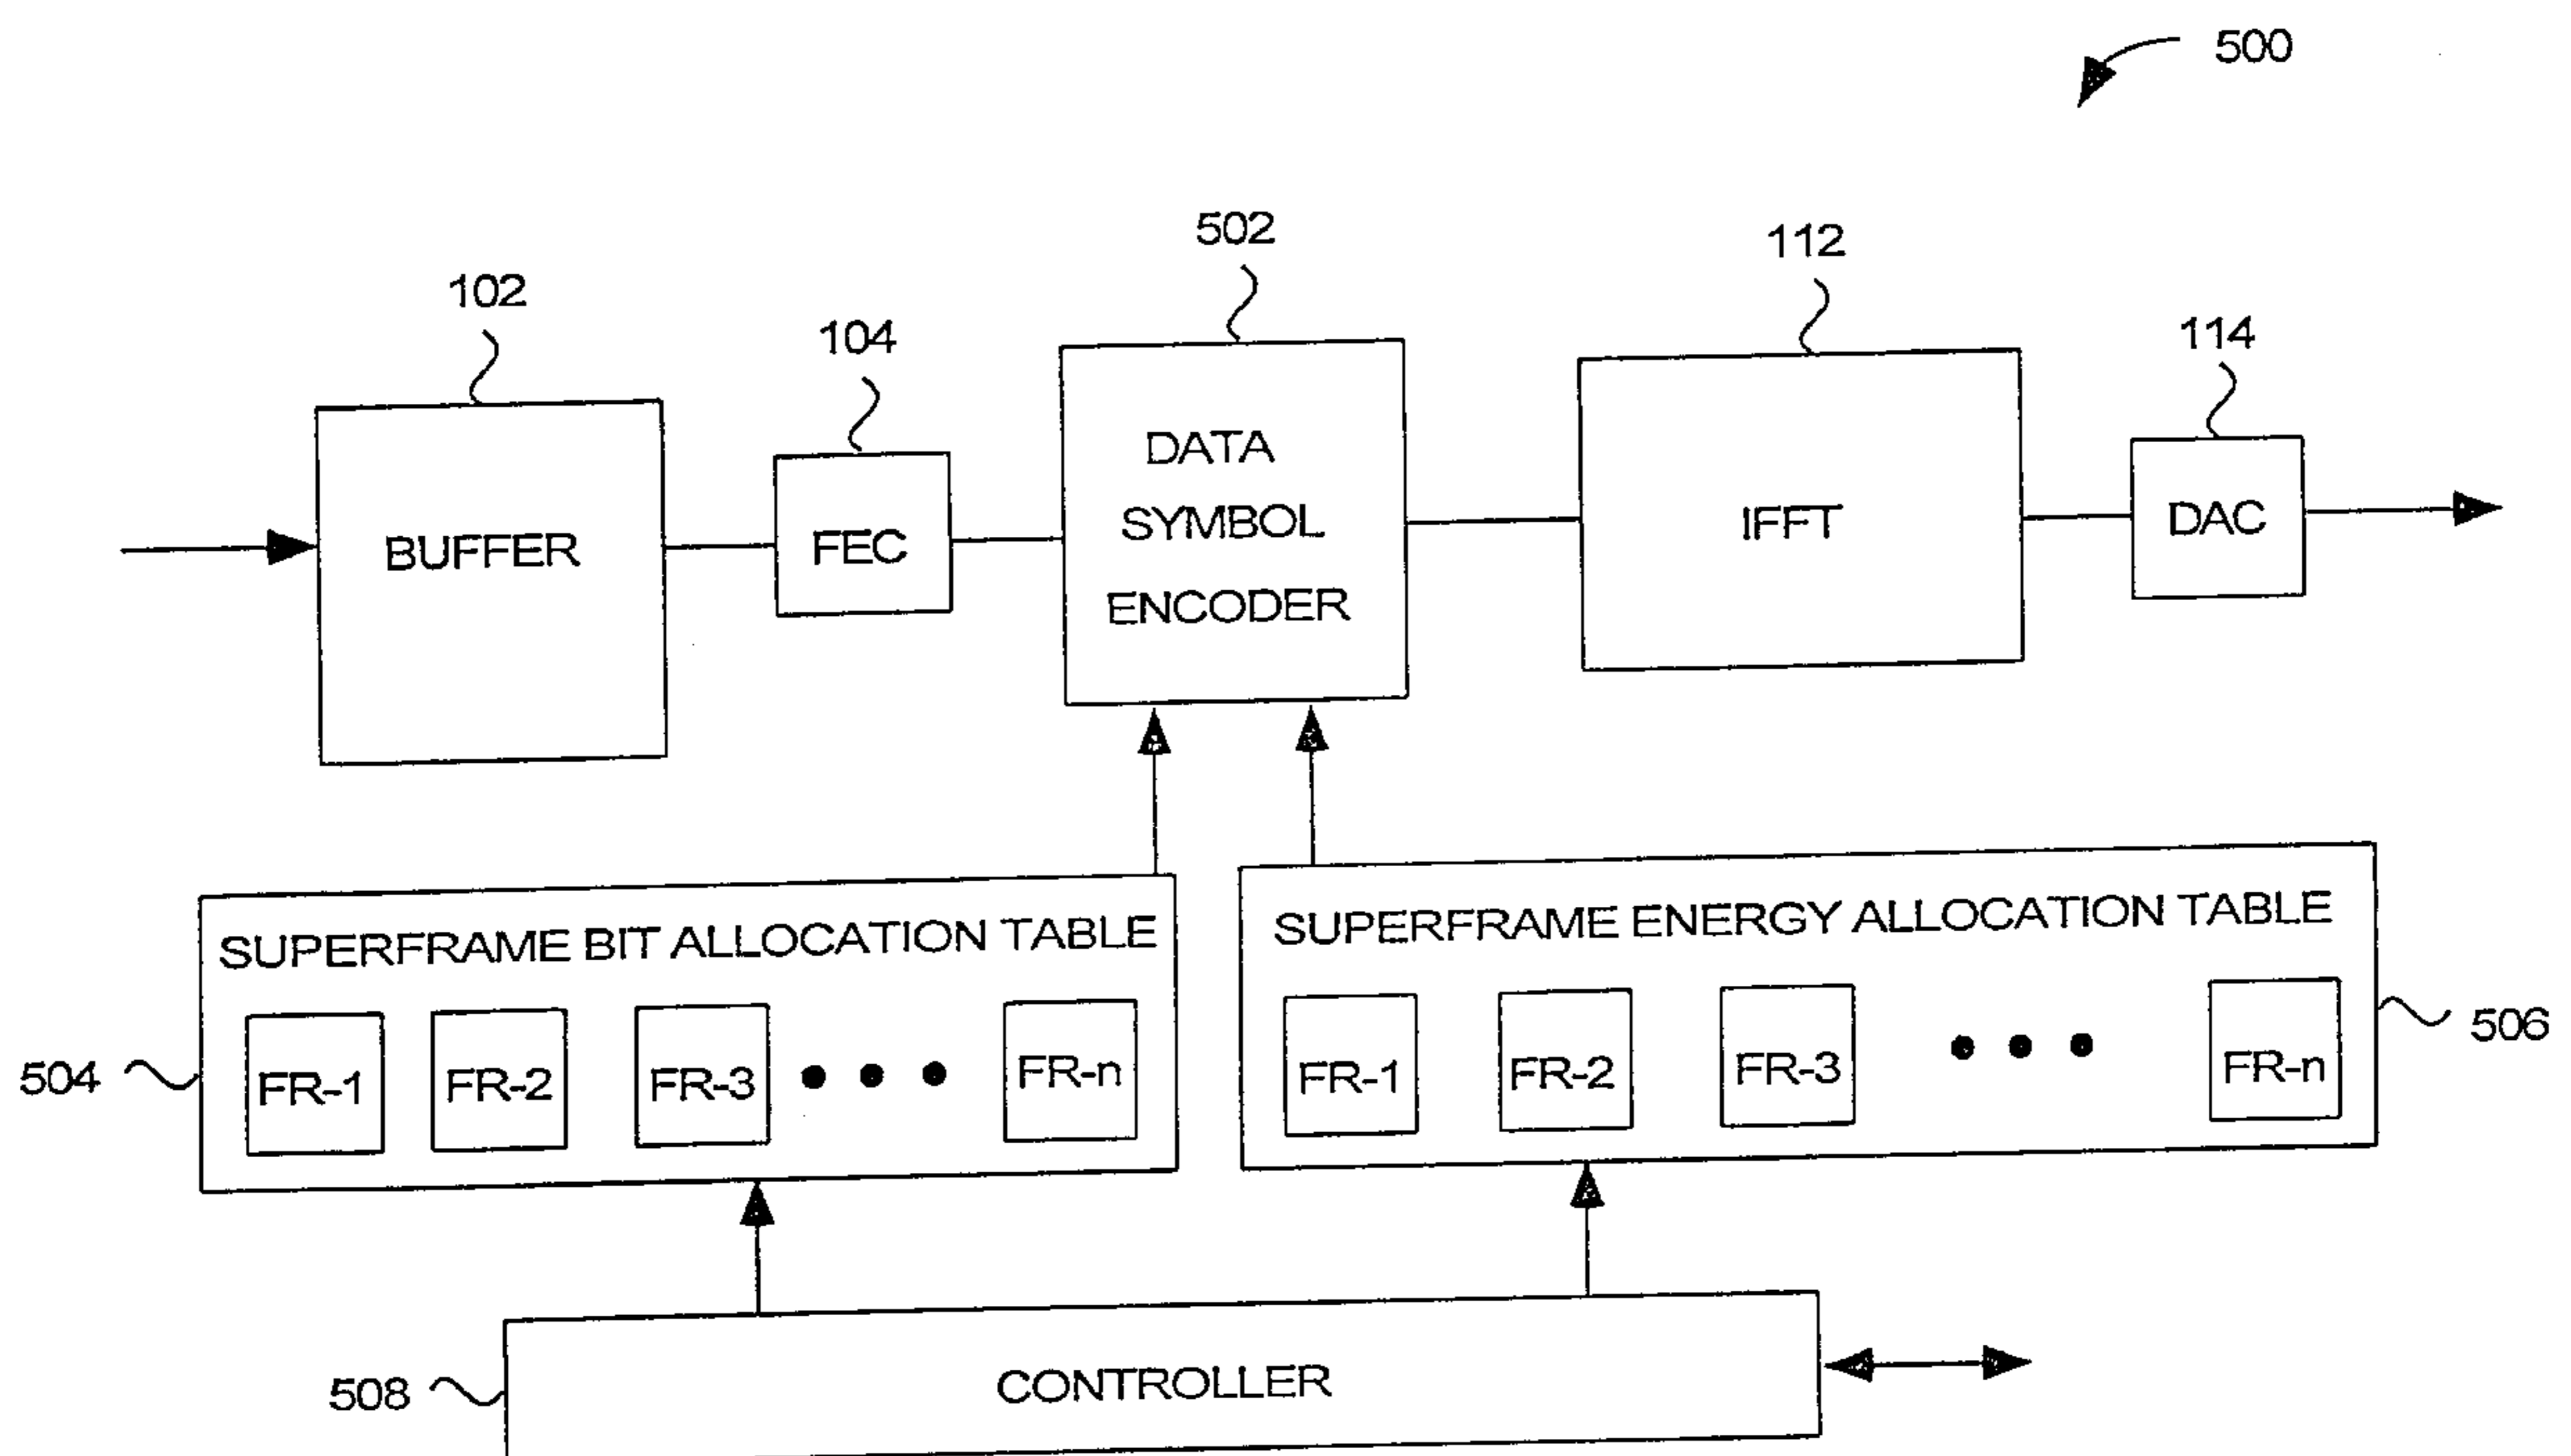 500
502
112
102
104
114
DATA
SYMBOL
ENCODER
BUFFER
FEC
IFFT
DAC
SUPERFRAME BIT ALLOCATION TABLE
SUPERFRAME ENERGY ALLOCATION TABLE
504
FR-1
FR-2
FR-3
FR-n
FR-1
FR-2
FR-3
FR-n
506
508
CONTROLLER